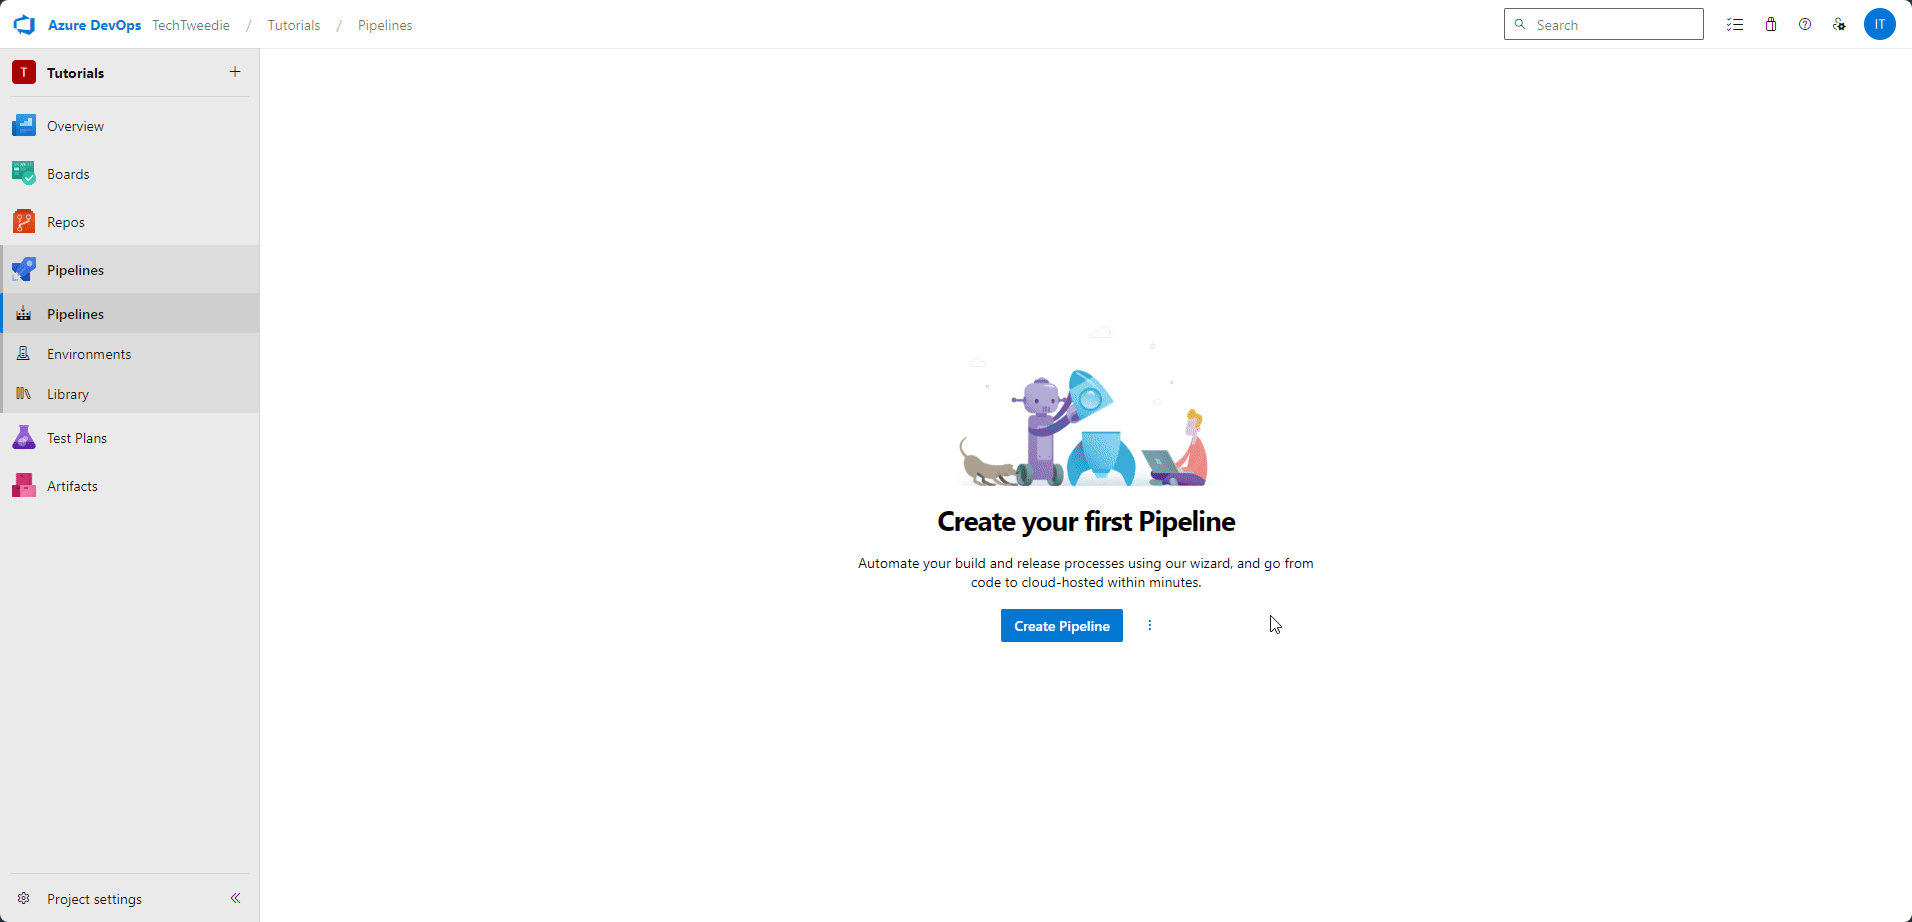 Azure DevOps TechTweedie / Tutorials / Pipelines
Search
IT
T Tutorials +
Overview
Boards
Repos
Pipelines
Pipelines
Environments
Library
Test Plans
Artifacts
Create your first Pipeline
Automate your build and release processes using our wizard, and go from
code to cloud-hosted within minutes.
Create Pipeline
Project settings